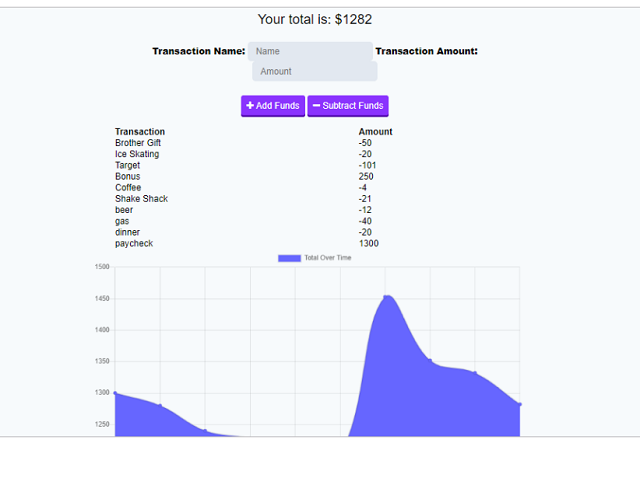 Your total is: $1282
Transaction Name: Name Transaction Amount:
Amount
+ Add Funds − Subtract Funds
Transaction Amount
Brother Gift -50
Ice Skating -20
Target -101
Bonus 250
Coffee -4
Shake Shack -21
beer -12
gas -40
dinner -20
paycheck 1300
Total Over Time
1500
1450
1400
1350
1300
1250